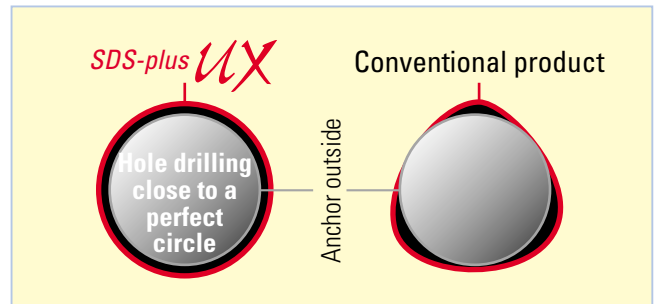 SDS-plus UX
Conventional product
Hole drilling
close to a
perfect
circle
Anchor outside